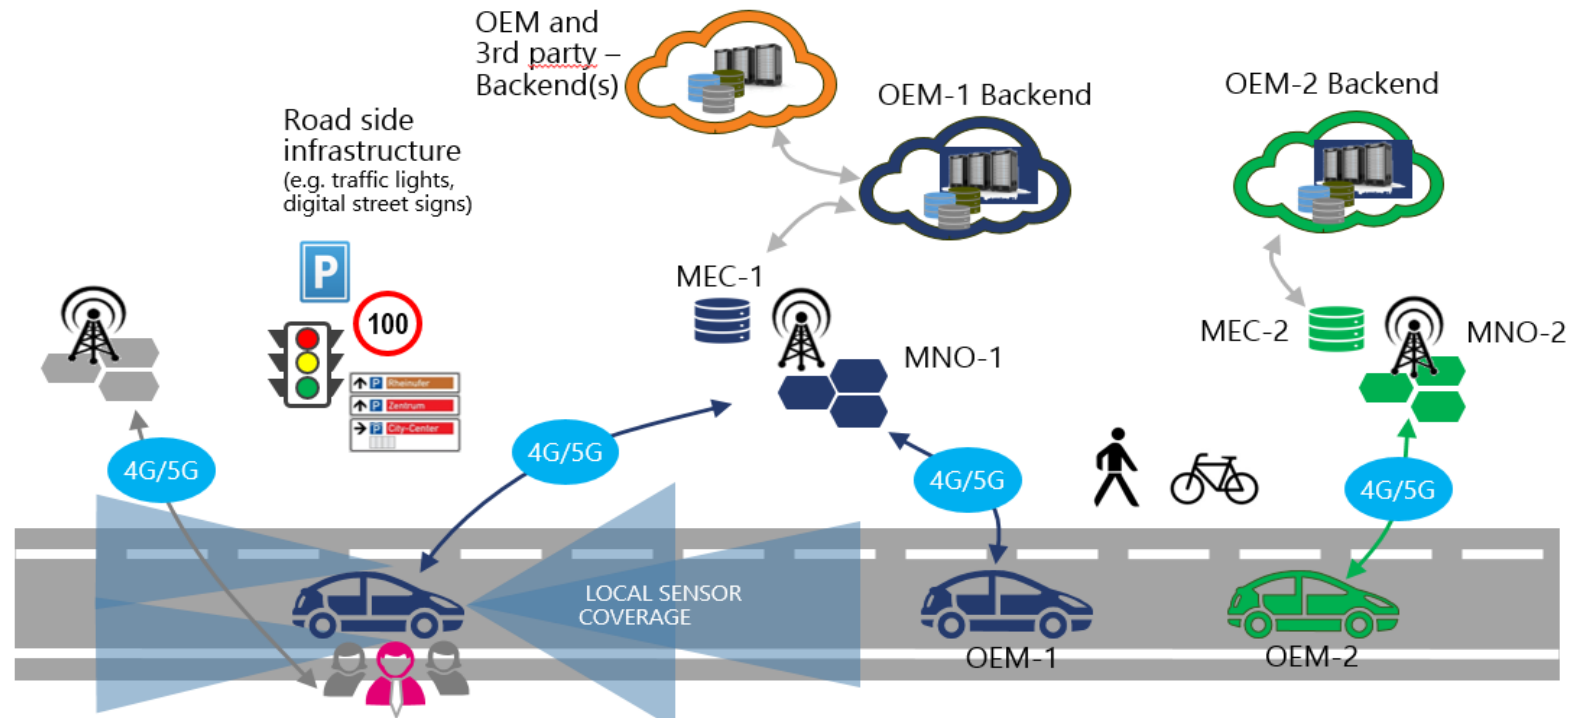 OEM and
3rd party –
Backend(s)
OEM-1 Backend
OEM-2 Backend
Road side
infrastructure
(e.g. traffic lights,
digital street signs)
P
100
P Rheinufer
P Zentrum
P City-Center
MEC-1
MNO-1
MEC-2
MNO-2
4G/5G
4G/5G
4G/5G
4G/5G
LOCAL SENSOR
COVERAGE
OEM-1
OEM-2